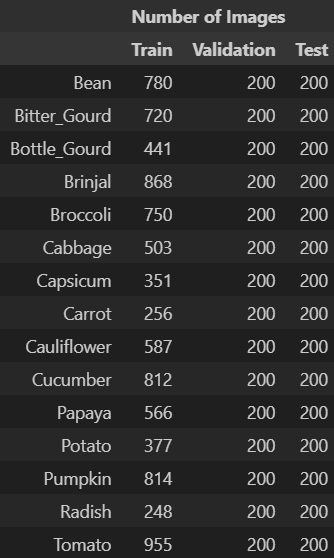 Number of Images
Train Validation Test
Bean 780 200 200
Bitter_Gourd 720 200 200
Bottle_Gourd 441 200 200
Brinjal 868 200 200
Broccoli 750 200 200
Cabbage 503 200 200
Capsicum 351 200 200
Carrot 256 200 200
Cauliflower 587 200 200
Cucumber 812 200 200
Papaya 566 200 200
Potato 377 200 200
Pumpkin 814 200 200
Radish 248 200 200
Tomato 955 200 200